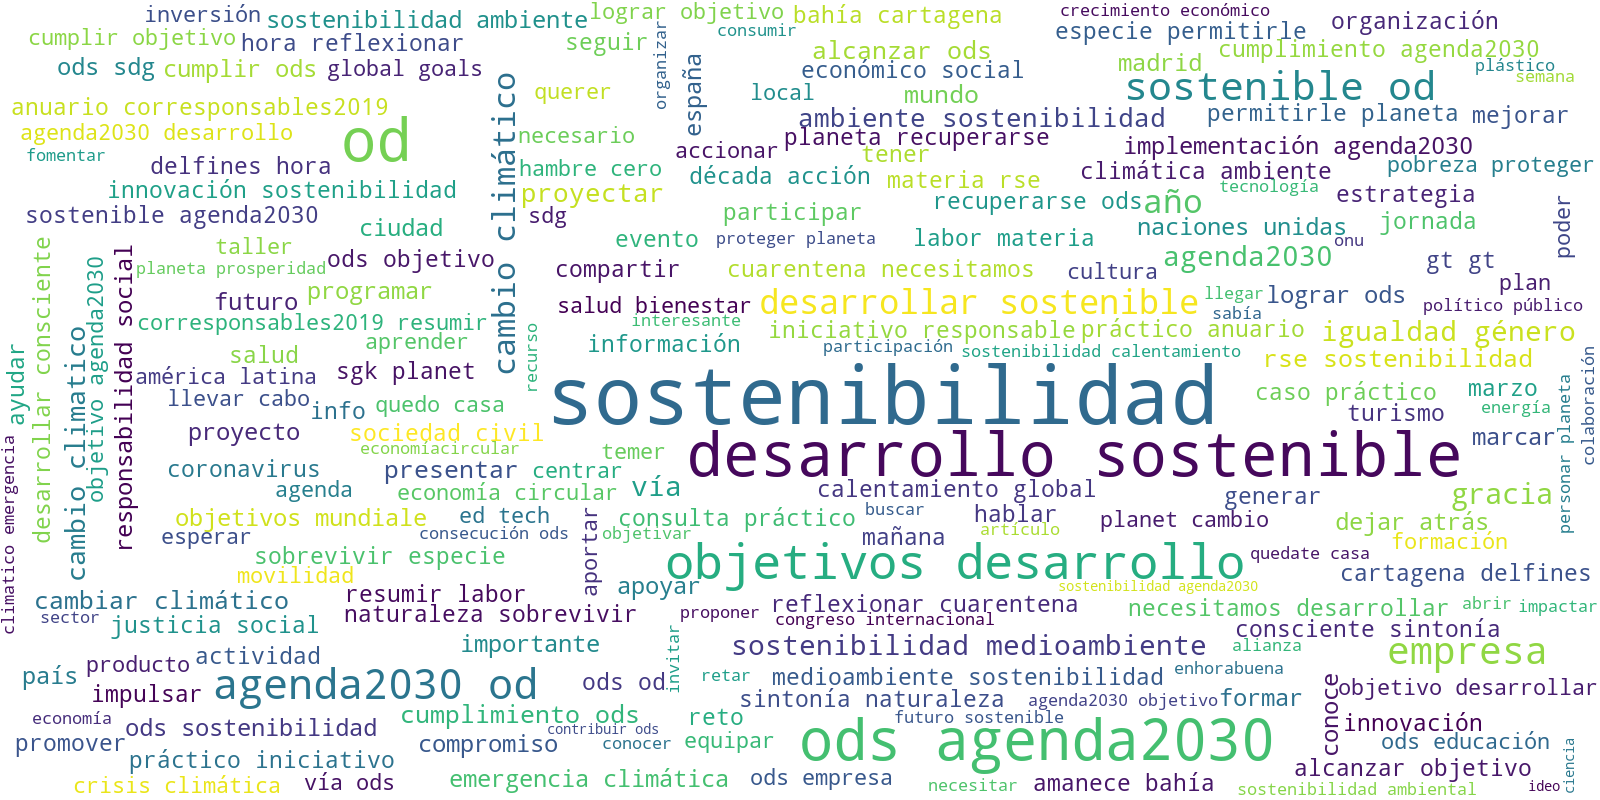 inversión
sostenibilidad ambiente
lograr objetivo
bahía cartagena
crecimiento económico
organización
cumplir objetivo
hora reflexionar
seguir
organizar
consumir
alcanzar ods
especie permitirle
cumplimiento agenda2030
ods sdg
cumplir ods
global goals
cambio climático
españa
económico social
madrid
plástico
semana
sostenible od
anuario corresponsables2019
querer
local
mundo
permitirle planeta
mejorar
agenda2030 desarrollo
od
necesario
ambiente sostenibilidad
planeta recuperarse
implementación agenda2030
fomentar
delfines hora
hambre cero
accionar
tener
climática ambiente
pobreza proteger
innovación sostenibilidad
proyectar
década acción
materia rse
tecnología
estrategia
sostenible agenda2030
sdg
participar
recuperarse ods
año
naciones unidas
jornada
poder
ciudad
taller
evento
proteger planeta
labor materia
onu
desarrollar consciente
objetivo agenda2030
responsabilidad social
planeta prosperidad
ods objetivo
compartir
cuarentena necesitamos
cultura
agenda2030
gt gt
plan
futuro
programar
salud bienestar
desarrollar sostenible
llegar
lograr ods
político público
sabía
corresponsables2019 resumir
interesante
iniciativo responsable
práctico anuario
igualdad género
aprender
recurso
información
participación
sostenibilidad calentamiento
rse sostenibilidad
ayudar
cambio climatico
salud
américa latina
sgk planet
sostenibilidad
caso práctico
marzo
colaboración
llevar cabo
info
quedo casa
turismo
energía
personar planeta
proyecto
sociedad civil
desarrollo sostenible
marcar
climatico emergencia
economíacircular
temer
coronavirus
presentar
centrar
agenda
economía circular
vía
calentamiento global
generar
gracia
objetivos mundiale
ed tech
aportar
consulta práctico
buscar
hablar
planet cambio
dejar atrás
esperar
consecución ods
objetivar
mañana
artículo
formación
sobrevivir especie
objetivos desarrollo
quedate casa
movilidad
apoyar
sostenibilidad agenda2030
cartagena delfines
cambiar climático
resumir labor
reflexionar cuarentena
necesitamos desarrollar
abrir
impactar
sector
naturaleza sobrevivir
proponer
congreso internacional
justicia social
consciente sintonía
importante
invitar
sostenibilidad medioambiente
alianza
empresa
producto
actividad
país
retar
medioambiente sostenibilidad
enhorabuena
conoce
objetivo desarrollar
impulsar
agenda2030 od
ods od
sintonía naturaleza
agenda2030 objetivo
formar
economía
ods sostenibilidad
cumplimiento ods
reto
futuro sostenible
innovación
contribuir ods
promover
compromiso
conocer
equipar
ods agenda2030
ods educación
práctico iniciativo
alcanzar objetivo
ciencia
crisis climática
vía ods
emergencia climática
ods empresa
necesitar
amanece bahía
sostenibilidad ambiental
ideo